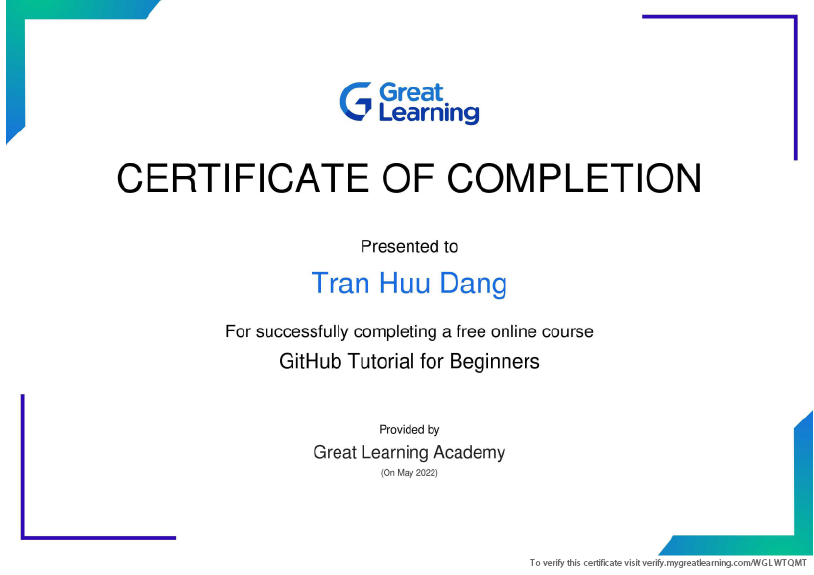 Great
Learning
CERTIFICATE OF COMPLETION
Presented to
Tran Huu Dang
For successfully completing a free online course
GitHub Tutorial for Beginners
Provided by
Great Learning Academy
(On May 2022)
To verify this certificate visit verify.mygreatlearning.com/WGLWTQMT